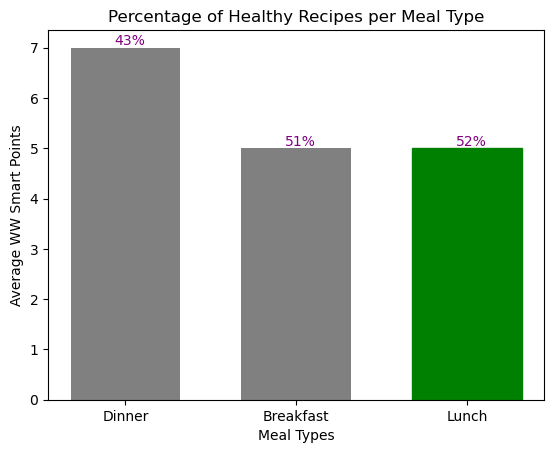 Percentage of Healthy Recipes per Meal Type
43%
51%
52%
Average WW Smart Points
7
6
5
4
3
2
1
0
Dinner Breakfast Lunch
Meal Types